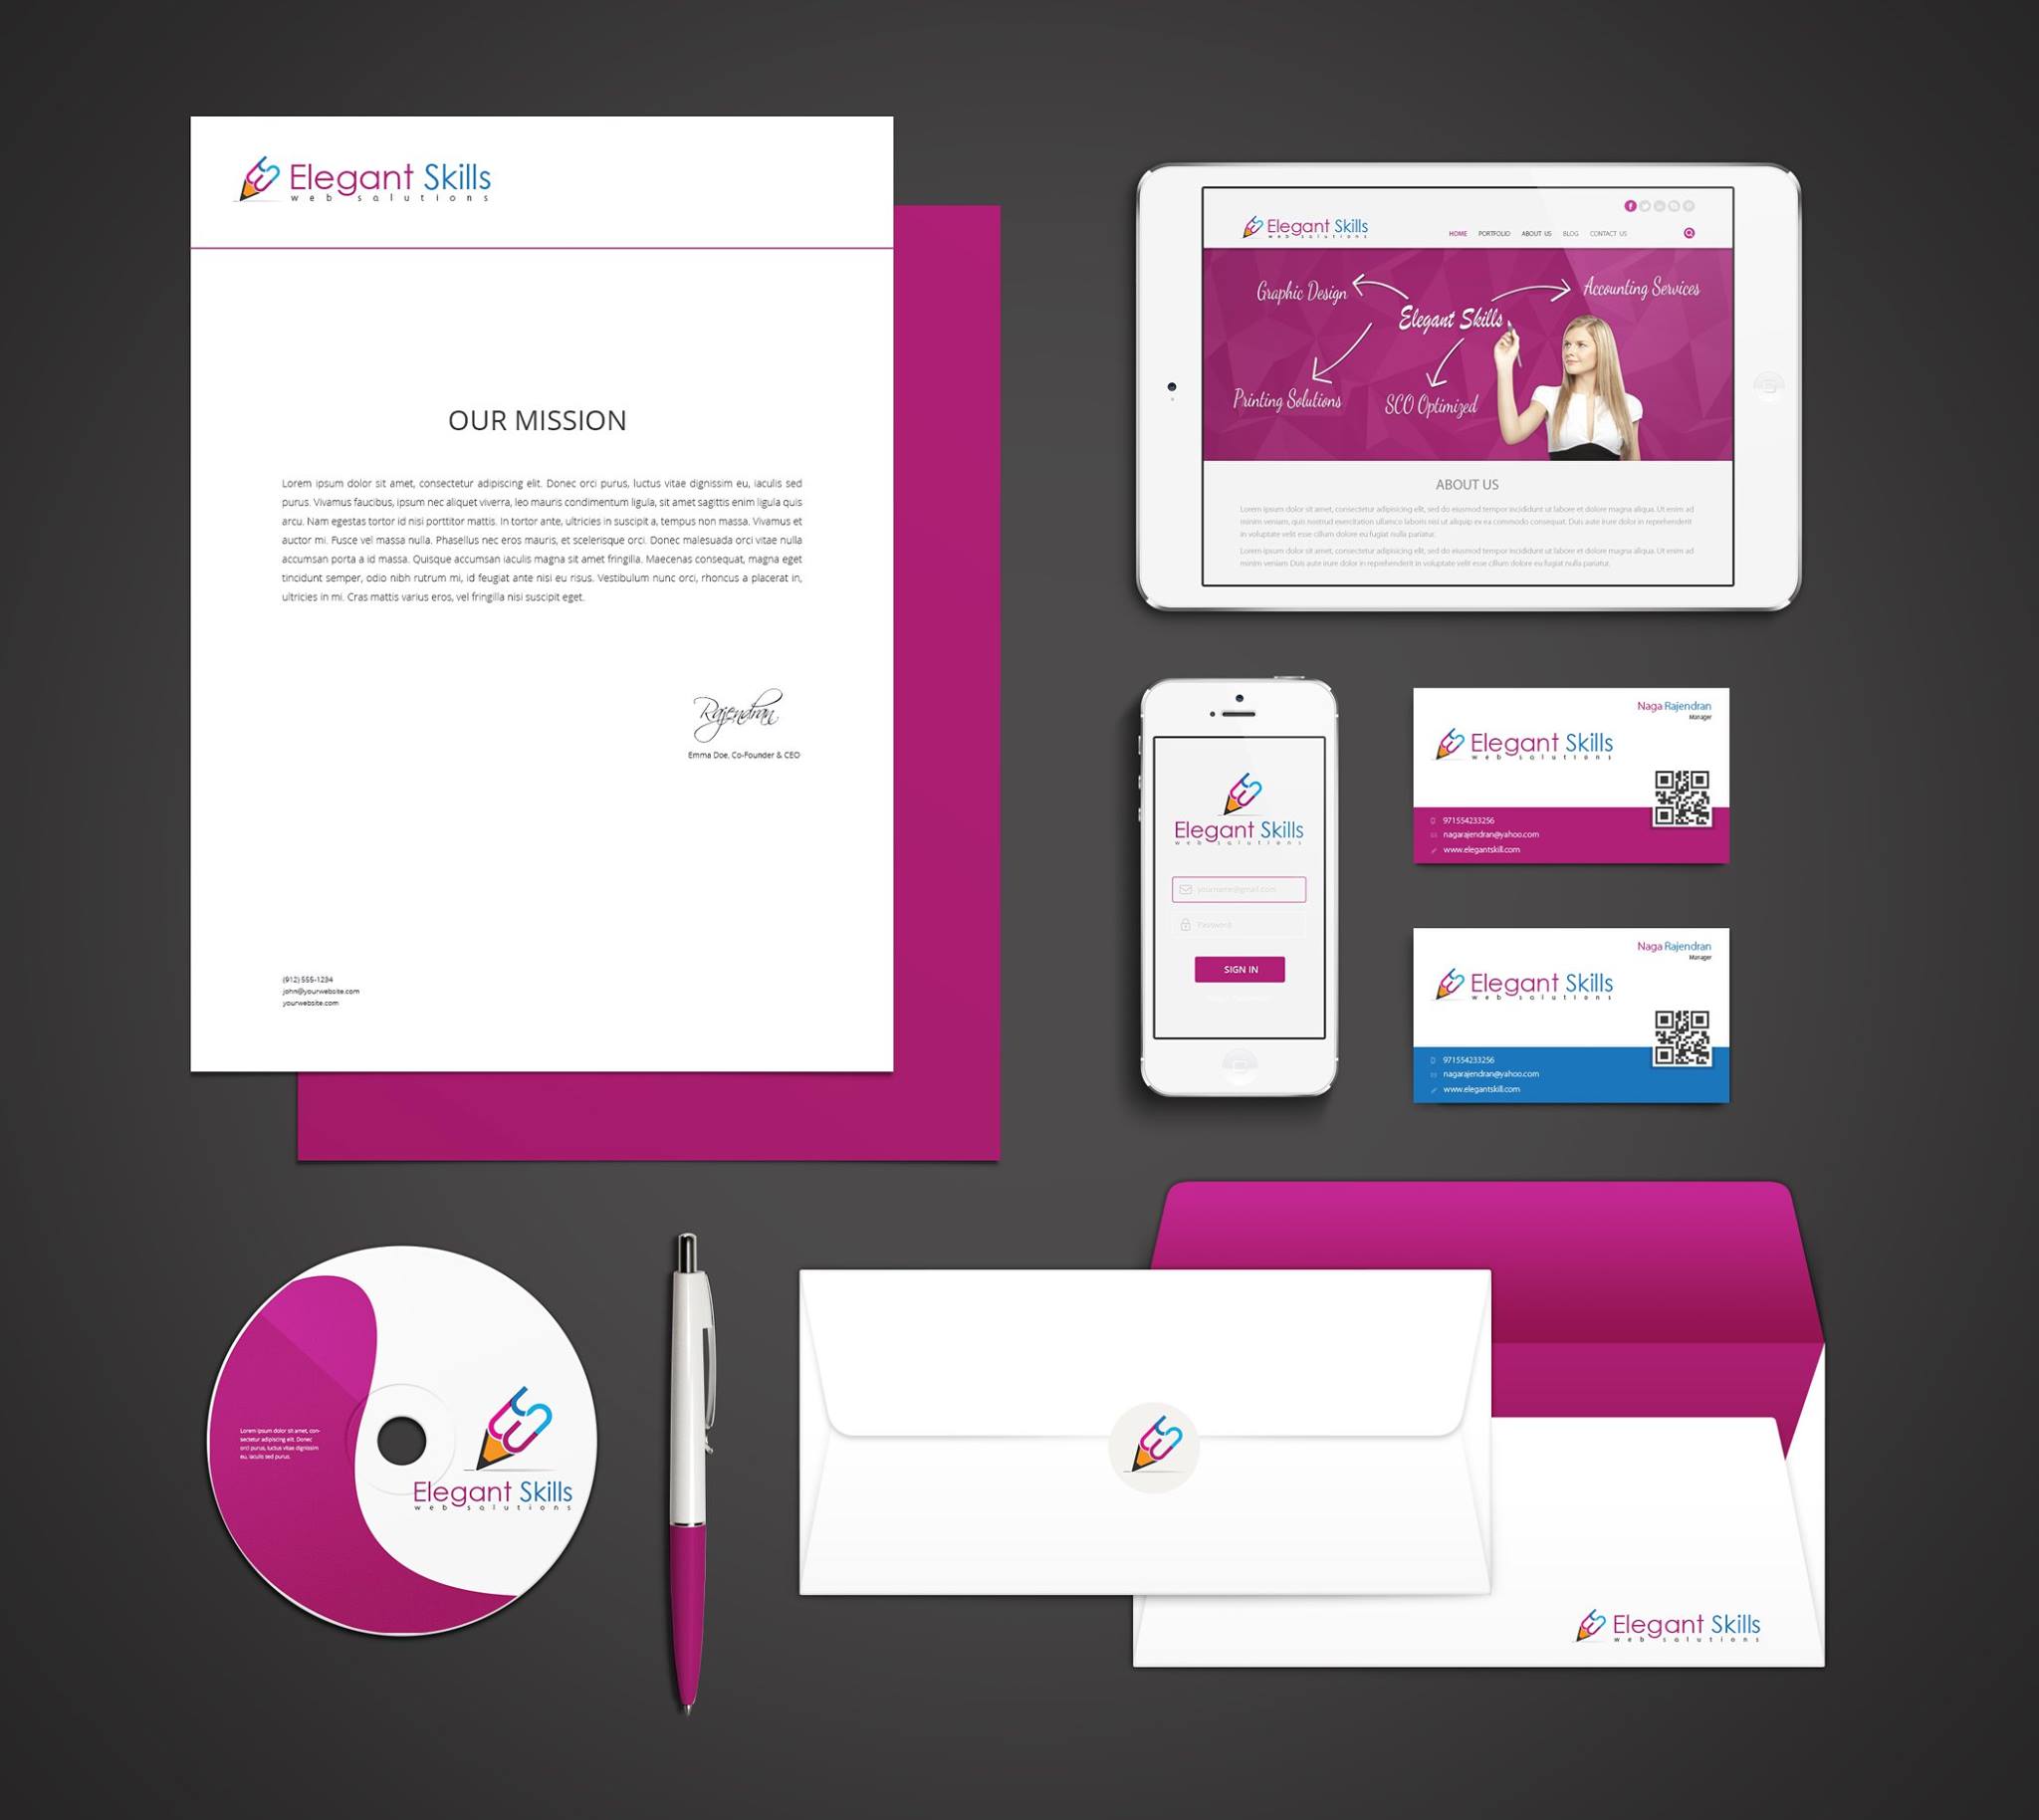 Elegant Skills
web solutions
OUR MISSION
Lorem ipsum dolor sit amet, consectetur adipiscing elit. Donec orci purus, luctus vitae dignissim eu, iaculis sed
purus. Vivamus faucibus, ipsum nec aliquet viverra, leo mauris condimentum ligula, sit amet sagittis enim ligula quis
arcu. Nam egestas tortor id nisi porttitor mattis. In tortor ante, ultricies in suscipit a, tempus non massa. Vivamus et
auctor mi. Fusce vel massa nulla. Phasellus nec eros mauris, et scelerisque orci. Donec malesuada orci vitae nulla
accumsan porta a id massa. Quisque accumsan iaculis magna sit amet fringilla. Maecenas consequat, magna eget
tincidunt semper, odio nibh rutrum mi, id feugiat ante nisi eu risus. Vestibulum nunc orci, rhoncus a placerat in,
ultricies in mi. Cras mattis varius eros, vel fringilla nisi suscipit eget.
Rajendran
Emma Doe, Co-Founder & CEO
(912) 555-1234
john@yourwebsite.com
yourwebsite.com
Elegant Skills
web solutions
HOME PORTFOLIO ABOUT US BLOG CONTACT US
Graphic Design
Accounting Services
Elegant Skills
Printing Solutions
SCO Optimized
ABOUT US
Lorem ipsum dolor sit amet, consectetur adipisicing elit, sed do eiusmod tempor incididunt ut labore et dolore magna aliqua. Ut enim ad
minim veniam, quis nostrud exercitation ullamco laboris nisi ut aliquip ex ea commodo consequat. Duis aute irure dolor in reprehenderit
in voluptate velit esse cillum dolore eu fugiat nulla pariatur.
Lorem ipsum dolor sit amet, consectetur adipisicing elit, sed do eiusmod tempor incididunt ut labore et dolore magna aliqua. Ut enim ad
minim veniam Duis aute irure dolor in reprehenderit in voluptate velit esse cillum dolore eu fugiat nulla pariatur.
Elegant Skills
web solutions
yourname@gmail.com
Password
SIGN IN
Naga Rajendran
Manager
Elegant Skills
web solutions
971554233256
nagarajendran@yahoo.com
www.elegantskill.com
Naga Rajendran
Manager
Elegant Skills
web solutions
971554233256
nagarajendran@yahoo.com
www.elegantskill.com
Lorem ipsum dolor sit amet, con-
sectetur adipiscing elit. Donec
orci purus, luctus vitae dignissim
eu, iaculis sed purus.
Elegant Skills
web solutions
Elegant Skills
web solutions